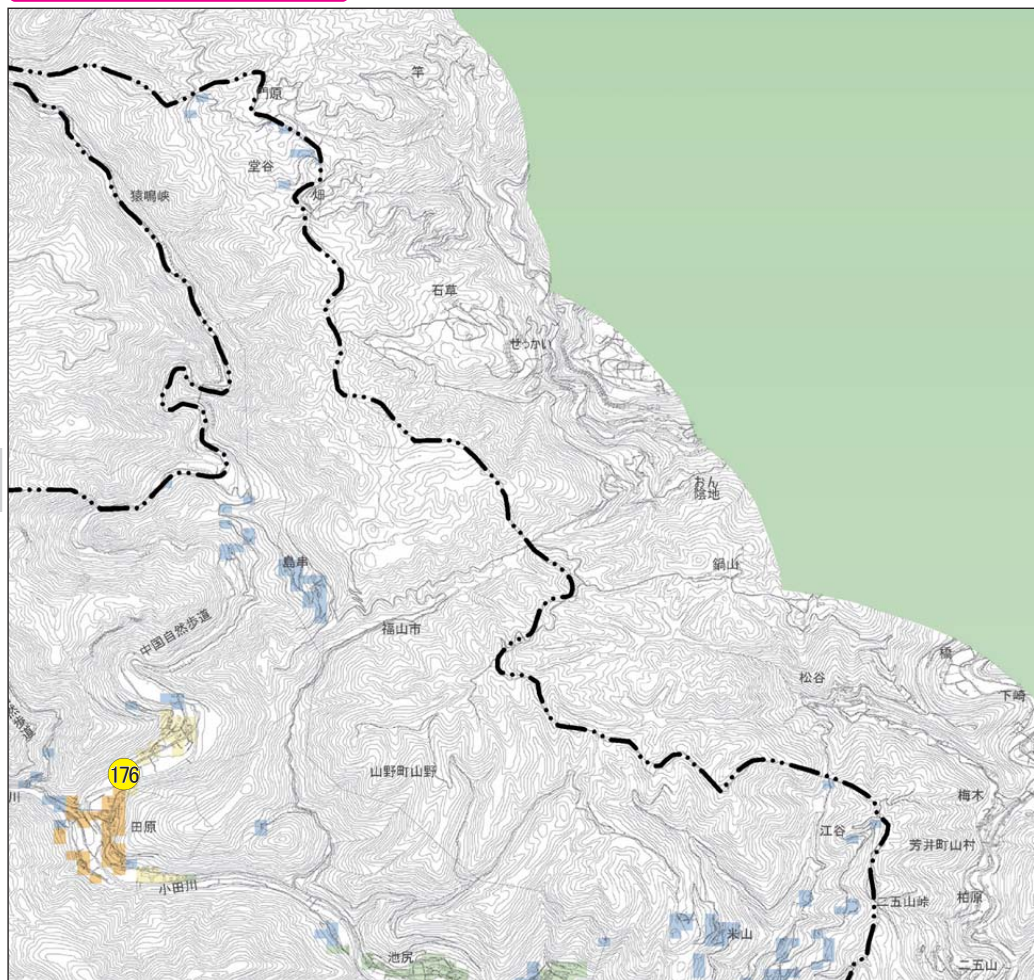 竿
門原
堂谷
畑
猿鳴峡
石草
せっかい
おん
陰地
鍋山
島串
福山市
中国自然歩道
橋
松谷
下崎
176
山野町山野
川
梅木
田原
江谷
芳井町山村
小田川
二五山峠
柏原
米山
池尻
二五山